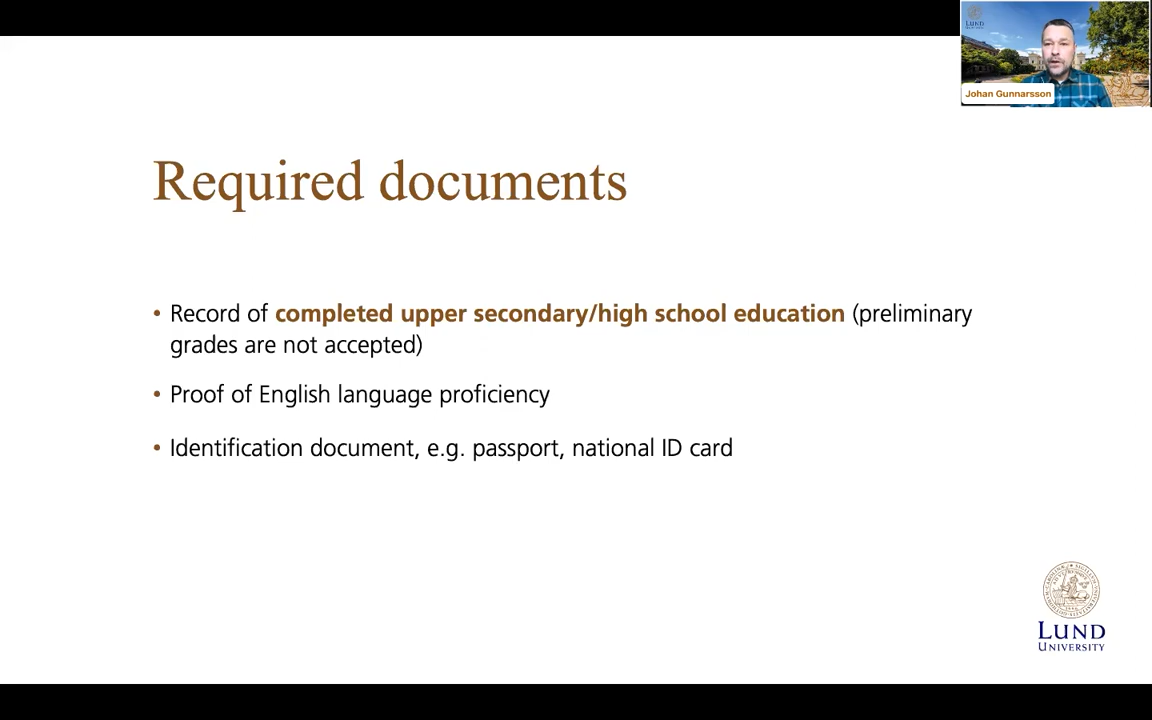 LUND
Johan Gunnarsson
Required documents
• Record of completed upper secondary/high school education (preliminary
grades are not accepted)
• Proof of English language proficiency
• Identification document, e.g. passport, national ID card
LUND
UNIVERSITY